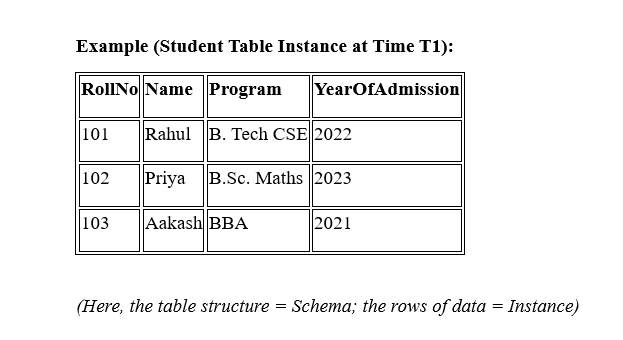 Example (Student Table Instance at Time T1):
RollNo Name Program YearOfAdmission
101 Rahul B. Tech CSE 2022
102 Priya B.Sc. Maths 2023
103 Aakash BBA 2021
(Here, the table structure = Schema; the rows of data = Instance)